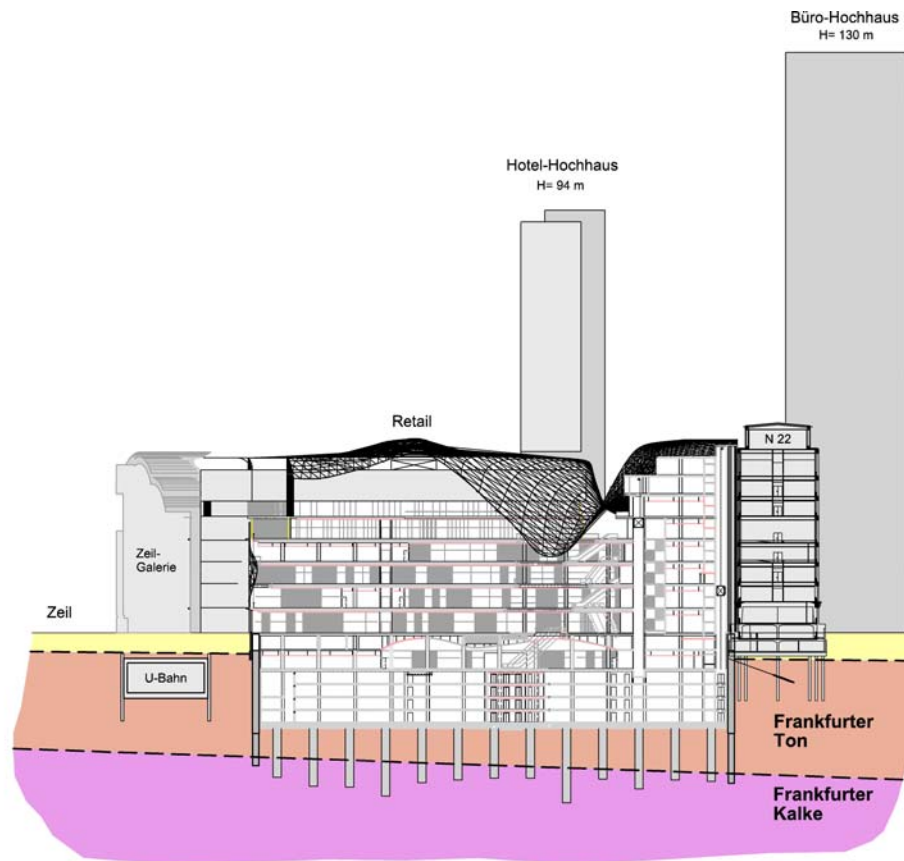 Büro-Hochhaus
H= 130 m
Hotel-Hochhaus
H= 94 m
Retail
N 22
Zeil-
Galerie
Zeil
U-Bahn
Frankfurter
Ton
Frankfurter
Kalke